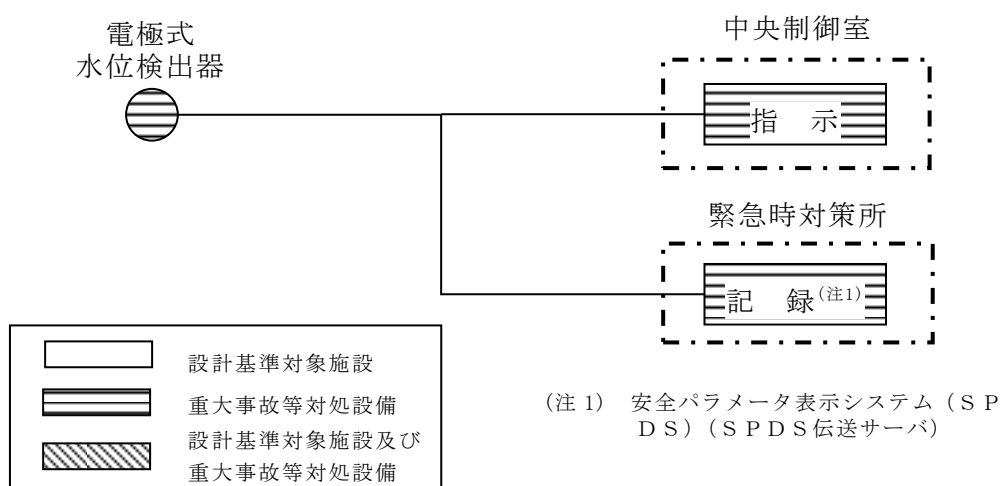 電極式
水位検出器
中央制御室
指 示
緊急時対策所
記 録(注1)
設計基準対象施設
重大事故等対処設備
設計基準対象施設及び
重大事故等対処設備
(注 1) 安全パラメータ表示システム(SP
DS)(SPDS伝送サーバ)